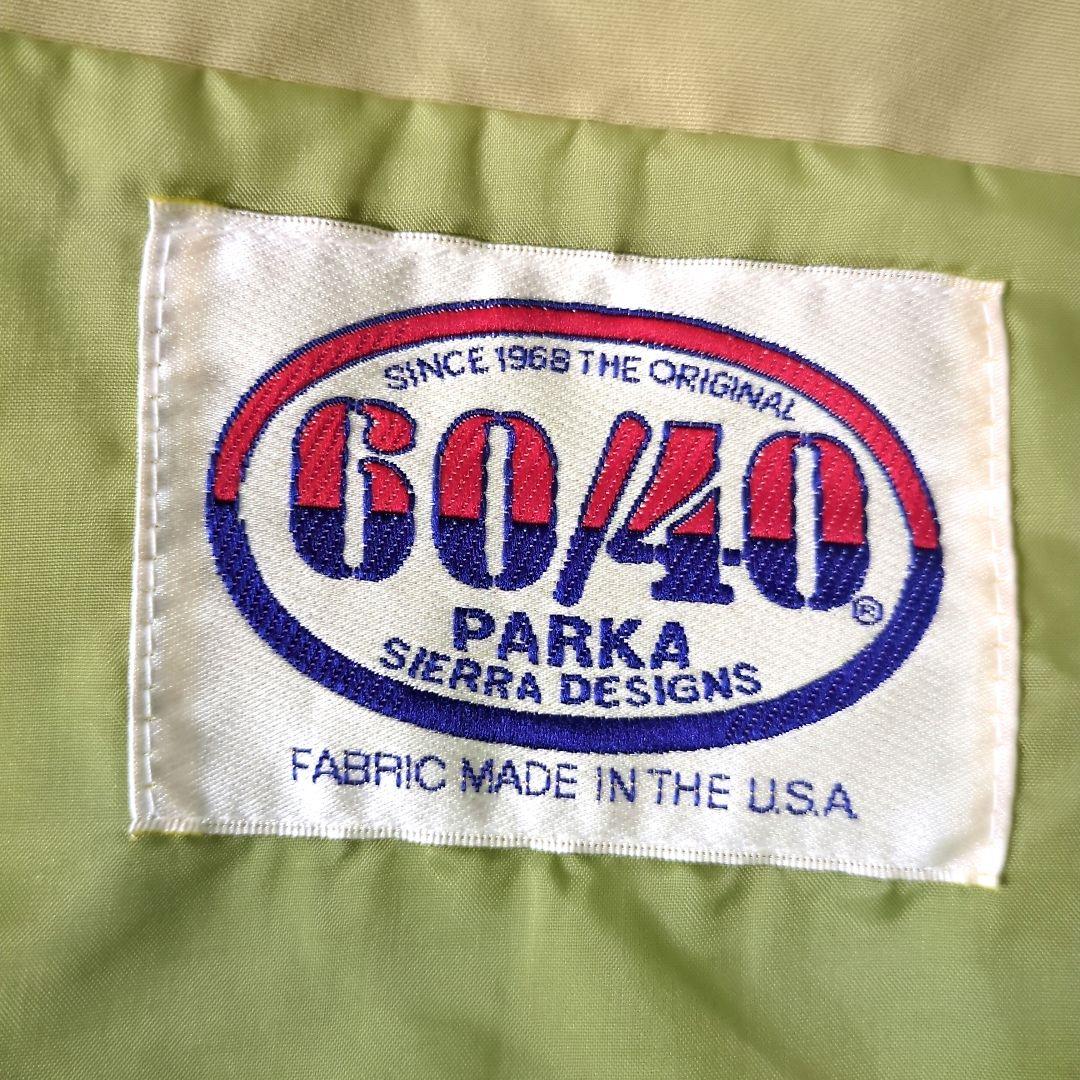 SINCE 1968 THE ORIGINAL
60/40®
PARKA
SIERRA DESIGNS
FABRIC MADE IN THE U.S.A.